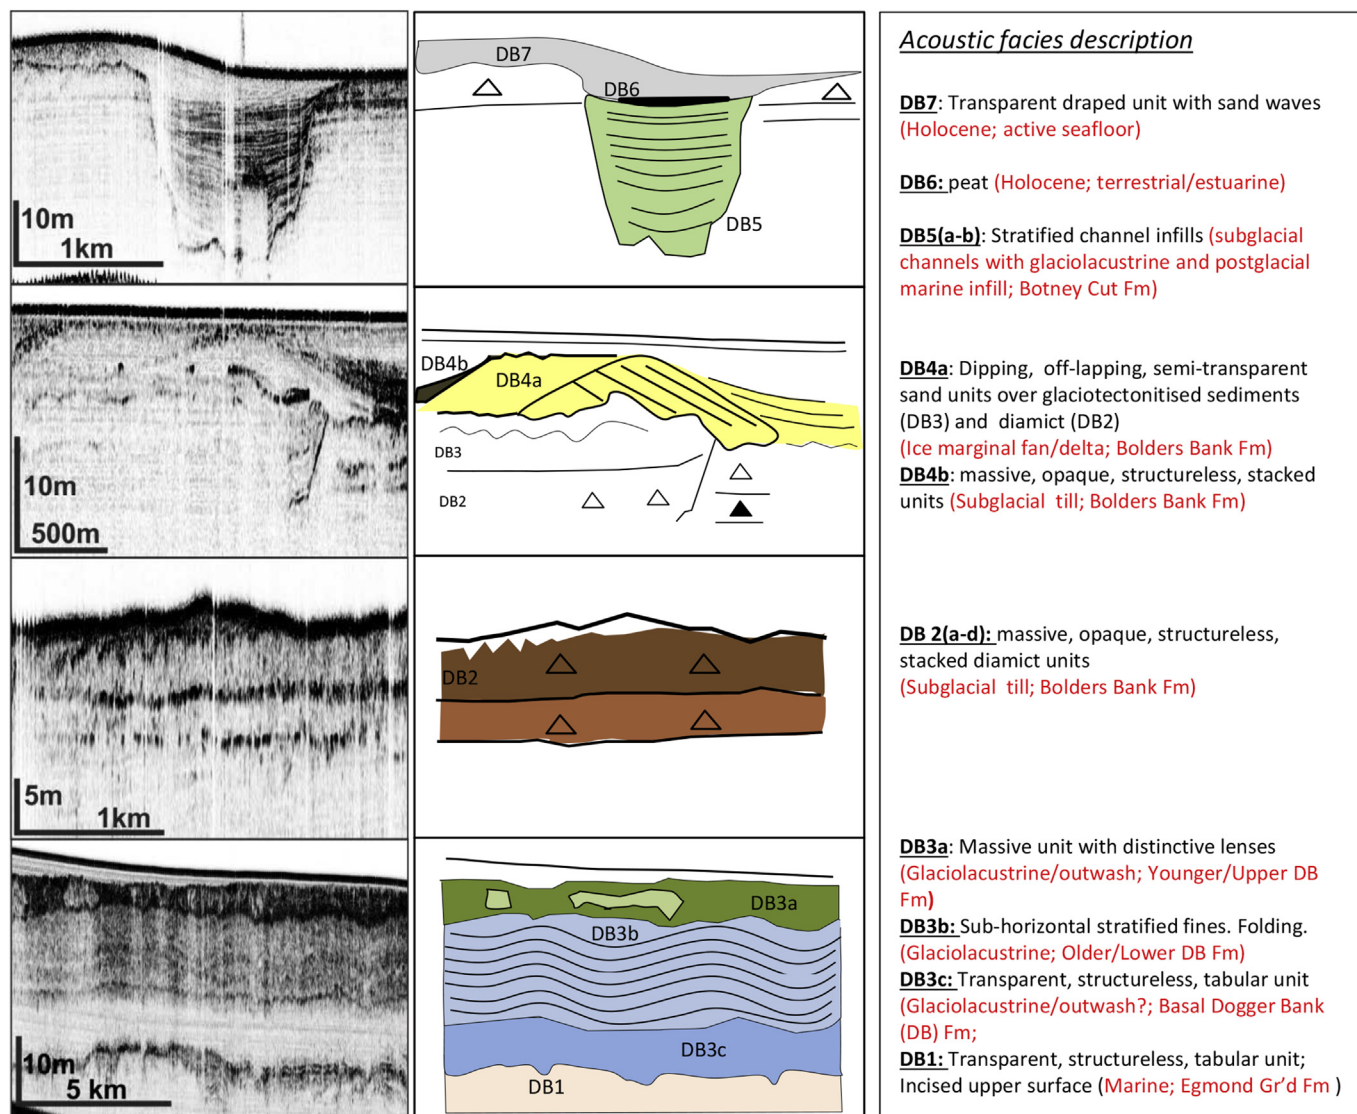 10m
1km
DB7
DB6
DB5
10m
500m
DB4b
DB4a
DB3
DB2
5m
1km
DB2
10m
5 km
DB3a
DB3b
DB3c
DB1
Acoustic facies description
DB7: Transparent draped unit with sand waves
(Holocene; active seafloor)
DB6: peat (Holocene; terrestrial/estuarine)
DB5(a-b): Stratified channel infills (subglacial
channels with glaciolacustrine and postglacial
marine infill; Botney Cut Fm)
DB4a: Dipping, off-lapping, semi-transparent
sand units over glaciotectonitised sediments
(DB3) and diamict (DB2)
(Ice marginal fan/delta; Bolders Bank Fm)
DB4b: massive, opaque, structureless, stacked
units (Subglacial till; Bolders Bank Fm)
DB 2(a-d): massive, opaque, structureless,
stacked diamict units
(Subglacial till; Bolders Bank Fm)
DB3a: Massive unit with distinctive lenses
(Glaciolacustrine/outwash; Younger/Upper DB
Fm)
DB3b: Sub-horizontal stratified fines. Folding.
(Glaciolacustrine; Older/Lower DB Fm)
DB3c: Transparent, structureless, tabular unit
(Glaciolacustrine/outwash?; Basal Dogger Bank
(DB) Fm;
DB1: Transparent, structureless, tabular unit;
Incised upper surface (Marine; Egmond Gr'd Fm )